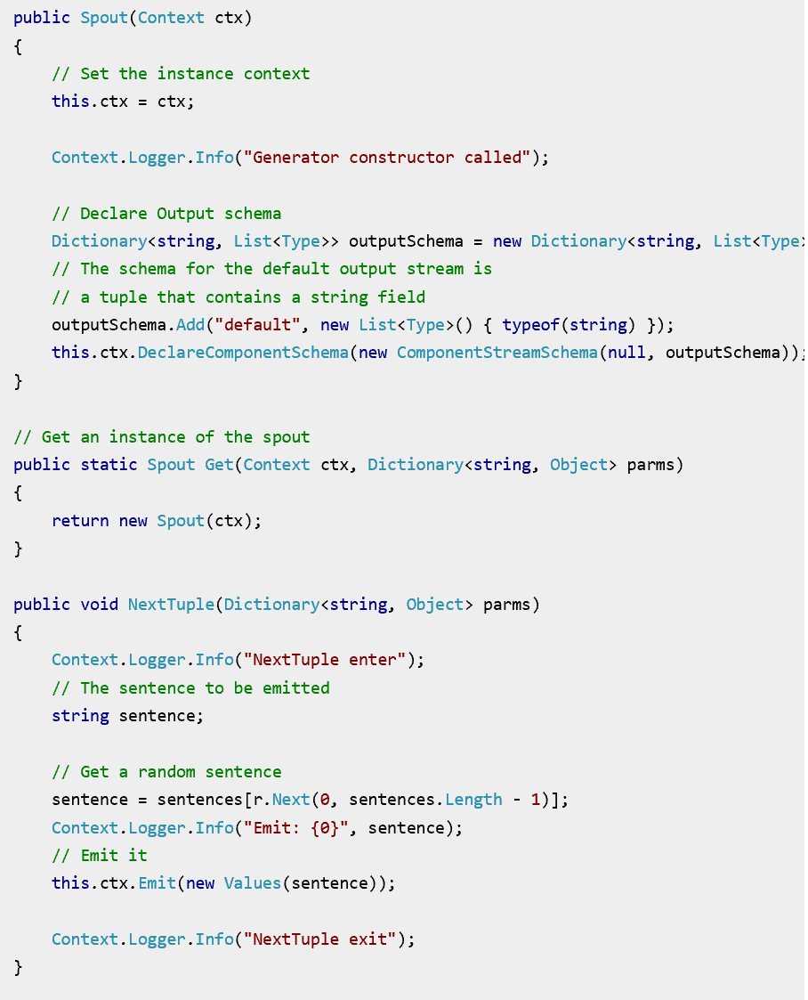 public Spout(Context ctx)
{
    // Set the instance context
    this.ctx = ctx;

    Context.Logger.Info("Generator constructor called");

    // Declare Output schema
    Dictionary<string, List<Type>> outputSchema = new Dictionary<string, List<Type>
    // The schema for the default output stream is
    // a tuple that contains a string field
    outputSchema.Add("default", new List<Type>() { typeof(string) });
    this.ctx.DeclareComponentSchema(new ComponentStreamSchema(null, outputSchema));
}

// Get an instance of the spout
public static Spout Get(Context ctx, Dictionary<string, Object> parms)
{
    return new Spout(ctx);
}

public void NextTuple(Dictionary<string, Object> parms)
{
    Context.Logger.Info("NextTuple enter");
    // The sentence to be emitted
    string sentence;

    // Get a random sentence
    sentence = sentences[r.Next(0, sentences.Length - 1)];
    Context.Logger.Info("Emit: {0}", sentence);
    // Emit it
    this.ctx.Emit(new Values(sentence));

    Context.Logger.Info("NextTuple exit");
}